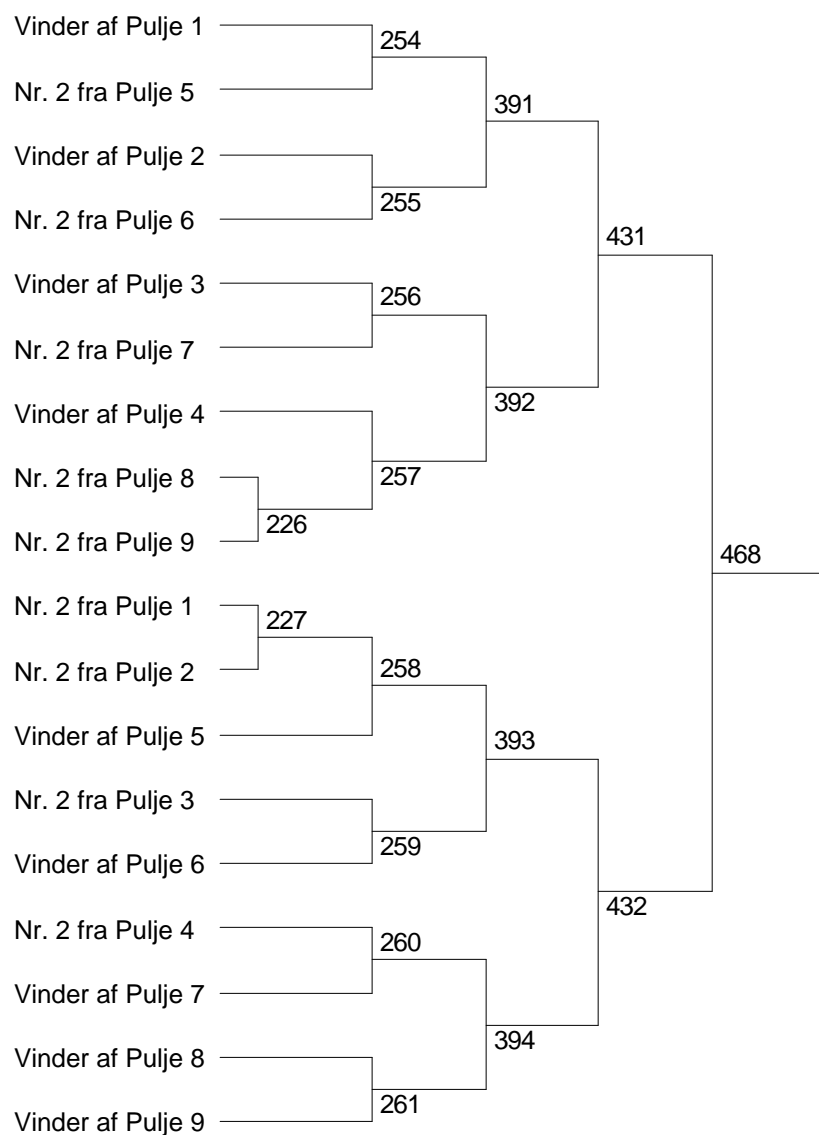 Vinder af Pulje 1
254
Nr. 2 fra Pulje 5
391
Vinder af Pulje 2
255
Nr. 2 fra Pulje 6
431
Vinder af Pulje 3
256
Nr. 2 fra Pulje 7
392
Vinder af Pulje 4
Nr. 2 fra Pulje 8
257
226
Nr. 2 fra Pulje 9
468
Nr. 2 fra Pulje 1
227
Nr. 2 fra Pulje 2
258
Vinder af Pulje 5
393
Nr. 2 fra Pulje 3
259
Vinder af Pulje 6
432
Nr. 2 fra Pulje 4
260
Vinder af Pulje 7
394
Vinder af Pulje 8
261
Vinder af Pulje 9